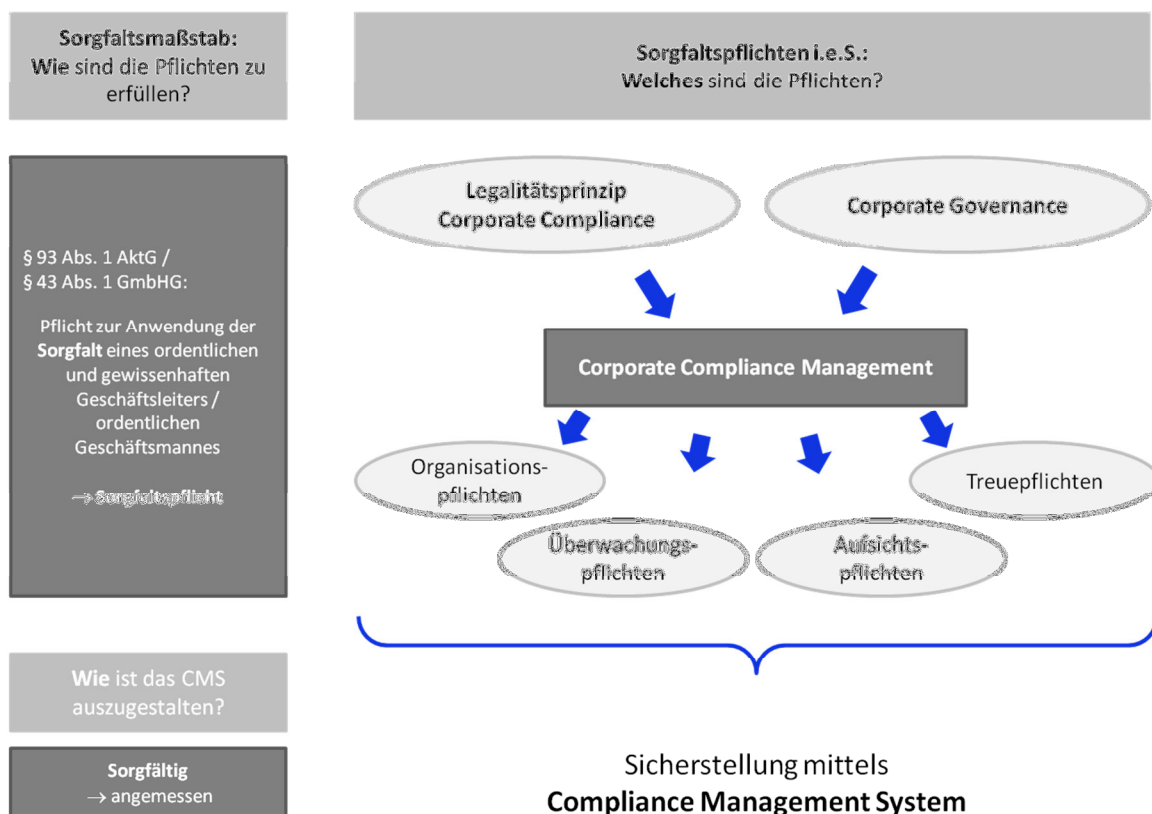 Sorgfaltsmaßstab:
Wie sind die Pflichten zu
erfüllen?
Sorgfaltspflichten i.e.S.:
Welches sind die Pflichten?
§ 93 Abs. 1 AktG /
§ 43 Abs. 1 GmbHG:
Pflicht zur Anwendung der
Sorgfalt eines ordentlichen
und gewissenhaften
Geschäftsleiters /
ordentlichen
Geschäftsmannes
→ Sorgfaltspflicht
Legalitätsprinzip
Corporate Compliance
Corporate Governance
Corporate Compliance Management
Organisations-
pflichten
Treuepflichten
Überwachungs-
pflichten
Aufsichts-
pflichten
Wie ist das CMS
auszugestalten?
Sorgfältig
→ angemessen
Sicherstellung mittels
Compliance Management System